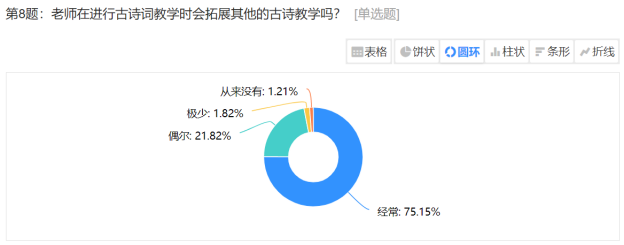 第8题：老师在进行古诗词教学时会拓展其他的古诗教学吗？ [单选题]
表格 饼状 圆环 柱状 条形 折线
从来没有: 1.21%
极少: 1.82%
偶尔: 21.82%
经常: 75.15%